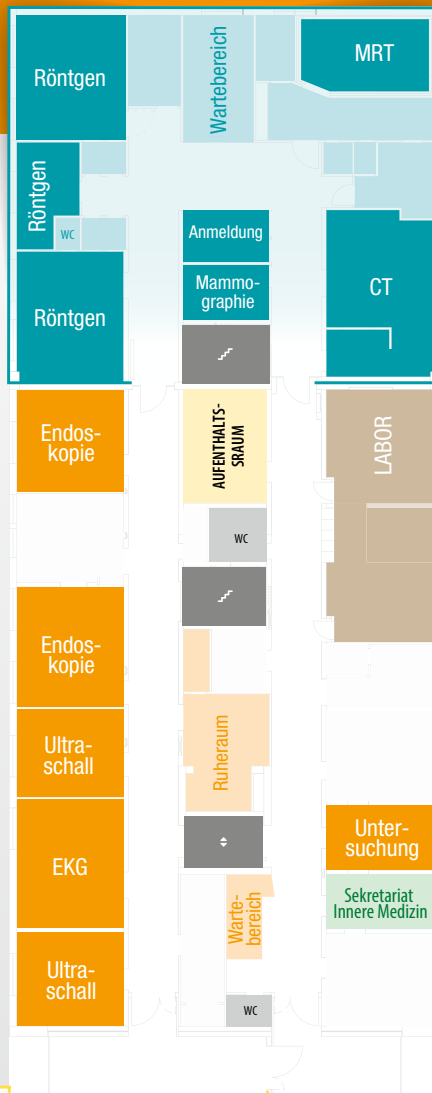 Röntgen
Wartebereich
MRT
Röntgen
WC
Anmeldung
Mammo-
graphie
Röntgen
CT
Endos-
kopie
AUFENTHALTS-
SRAUM
LABOR
WC
Endos-
kopie
Ultra-
schall
Ruheraum
EKG
Unter-
suchung
Warte-
bereich
Sekretariat
Innere Medizin
Ultra-
schall
WC